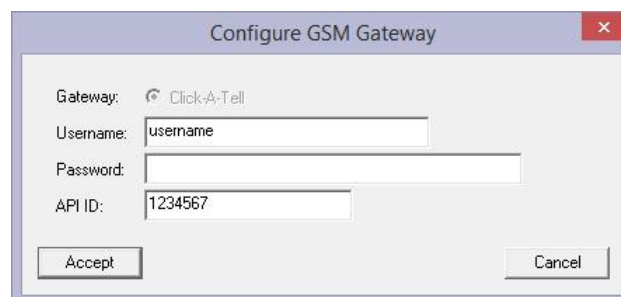 Configure GSM Gateway
Gateway: Click-A-Tell
Username: username
Password:
API ID: 1234567
Accept Cancel